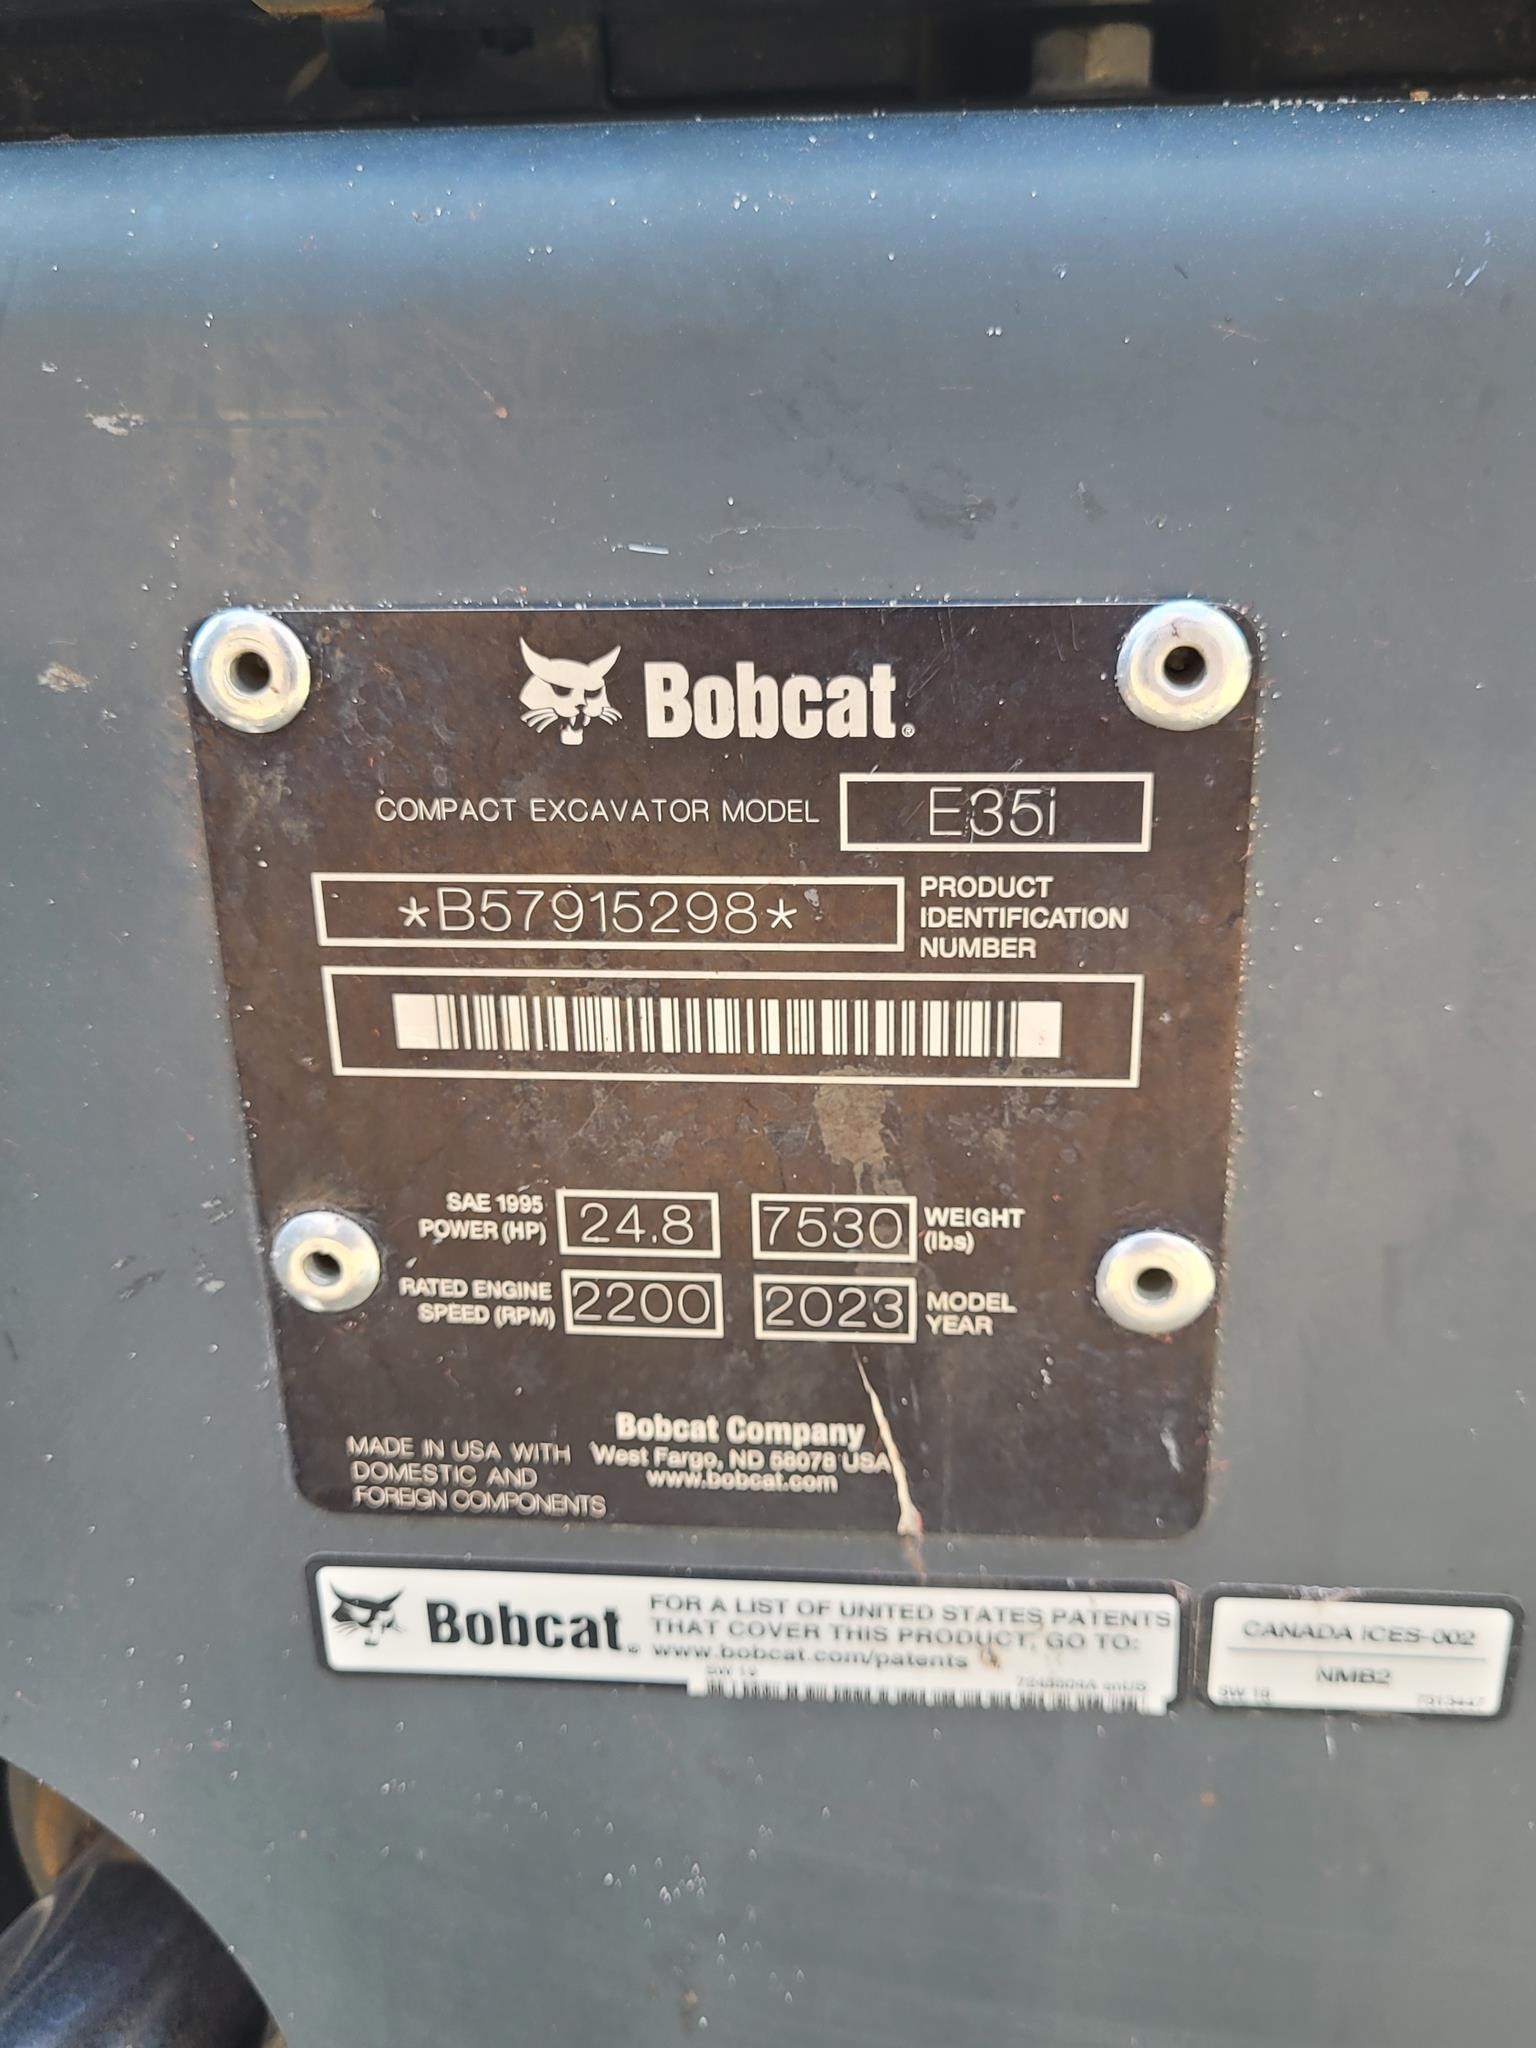 Bobcat®
COMPACT EXCAVATOR MODEL E35i
*B57915298* PRODUCT IDENTIFICATION NUMBER
SAE 1995 POWER (HP) 24.8 7530 WEIGHT (lbs)
RATED ENGINE SPEED (RPM) 2200 2023 MODEL YEAR
Bobcat Company
West Fargo, ND 58078 USA
www.bobcat.com
MADE IN USA WITH
DOMESTIC AND
FOREIGN COMPONENTS
Bobcat®
FOR A LIST OF UNITED STATES PATENTS
THAT COVER THIS PRODUCT, GO TO:
www.bobcat.com/patents
CANADA ICES-002
NMB2